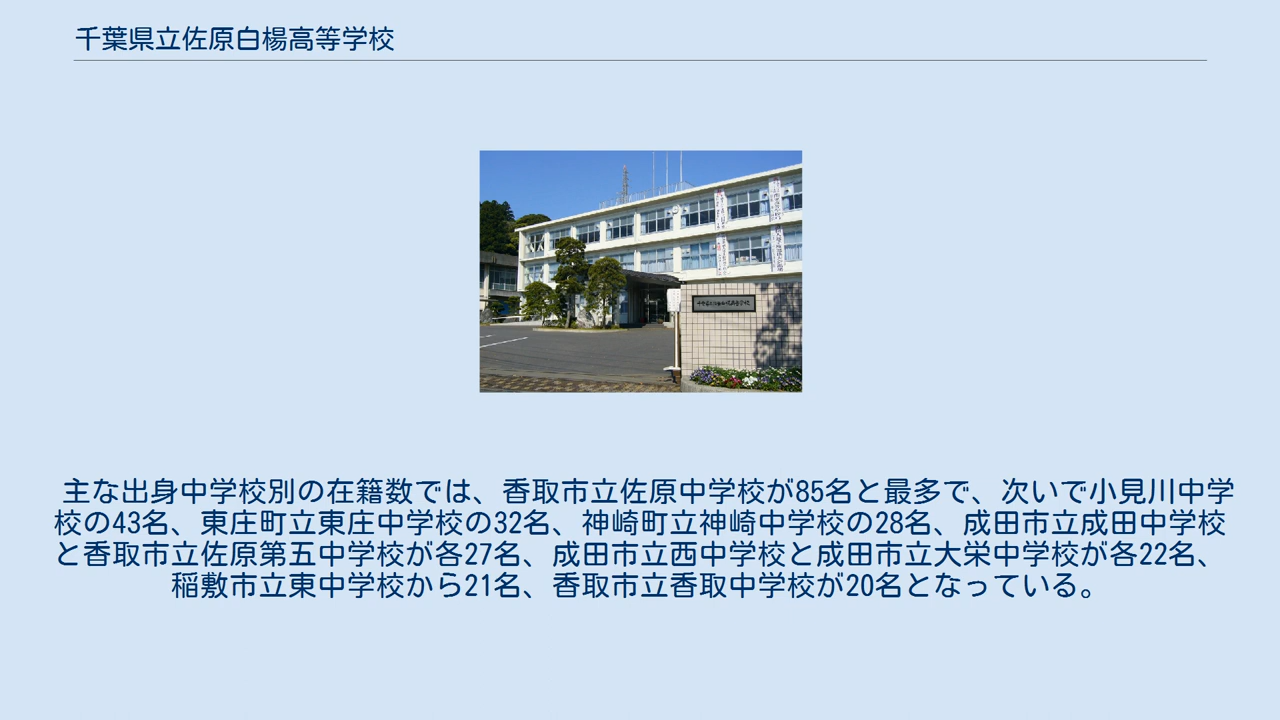 千葉県立佐原白楊高等学校
主な出身中学校別の在籍数では、香取市立佐原中学校が85名と最多で、次いで小見川中学
校の43名、東庄町立東庄中学校の32名、神崎町立神崎中学校の28名、成田市立成田中学校
と香取市立佐原第五中学校が各27名、成田市立西中学校と成田市立大栄中学校が各22名、
稲敷市立東中学校から21名、香取市立香取中学校が20名となっている。